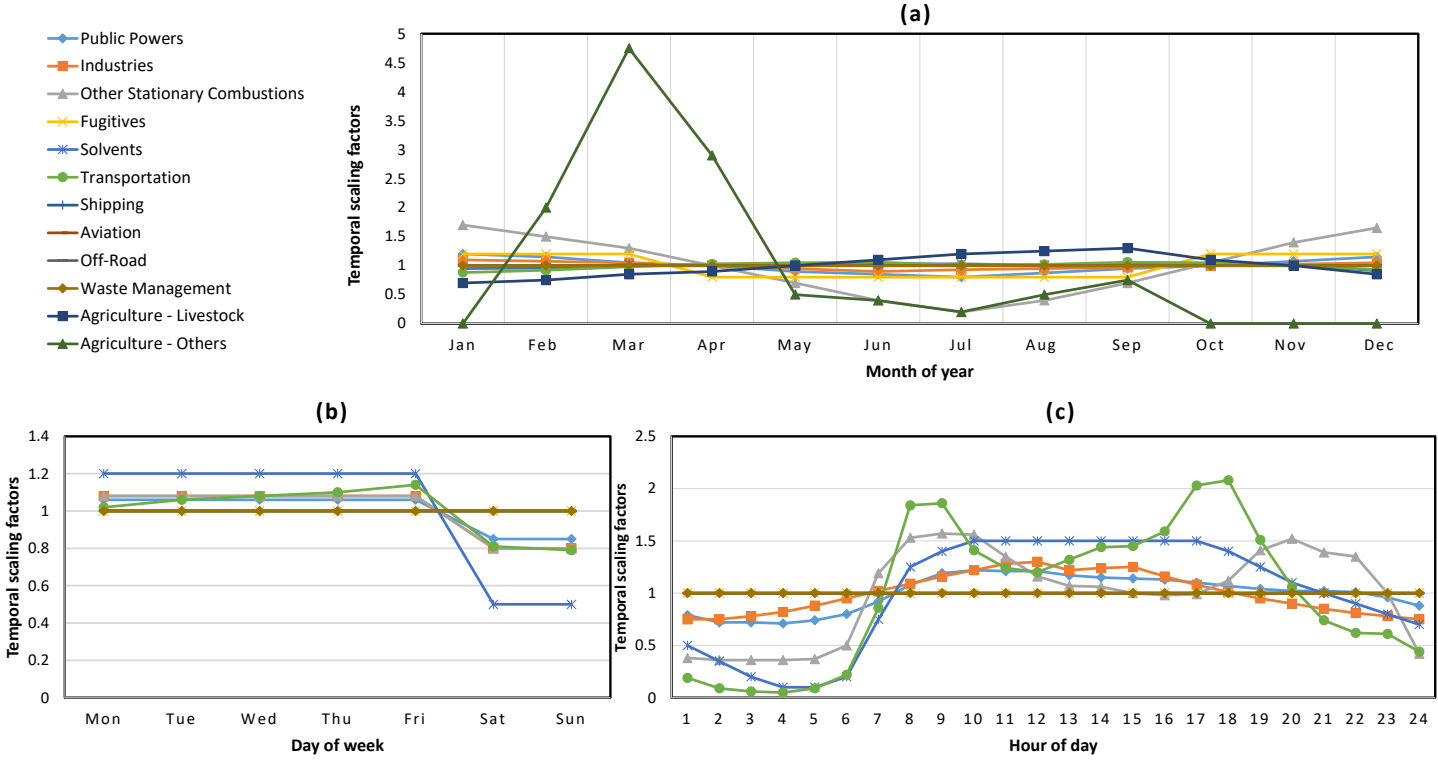 (a)
Public Powers
Industries
Other Stationary Combustions
Fugitives
Solvents
Transportation
Shipping
Aviation
Off-Road
Waste Management
Agriculture - Livestock
Agriculture - Others
Temporal scaling factors
5
4.5
4
3.5
3
2.5
2
1.5
1
0.5
0
Jan Feb Mar Apr May Jun Jul Aug Sep Oct Nov Dec
Month of year
(b)
Temporal scaling factors
1.4
1.2
1
0.8
0.6
0.4
0.2
0
Mon Tue Wed Thu Fri Sat Sun
Day of week
(c)
Temporal scaling factors
2.5
2
1.5
1
0.5
0
1 2 3 4 5 6 7 8 9 10 11 12 13 14 15 16 17 18 19 20 21 22 23 24
Hour of day